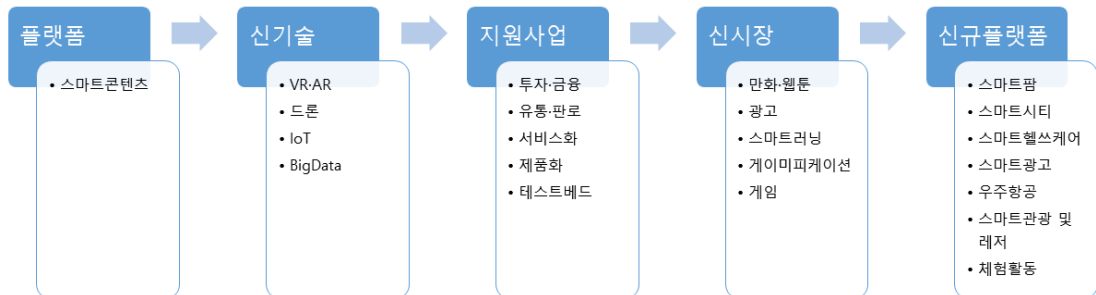 플랫폼
• 스마트콘텐츠
신기술
• VR·AR
• 드론
• IoT
• BigData
지원사업
• 투자·금융
• 유통·판로
• 서비스화
• 제품화
• 테스트베드
신시장
• 만화·웹툰
• 광고
• 스마트러닝
• 게이미피케이션
• 게임
신규플랫폼
• 스마트팜
• 스마트시티
• 스마트헬쓰케어
• 스마트광고
• 우주항공
• 스마트관광 및
레저
• 체험활동